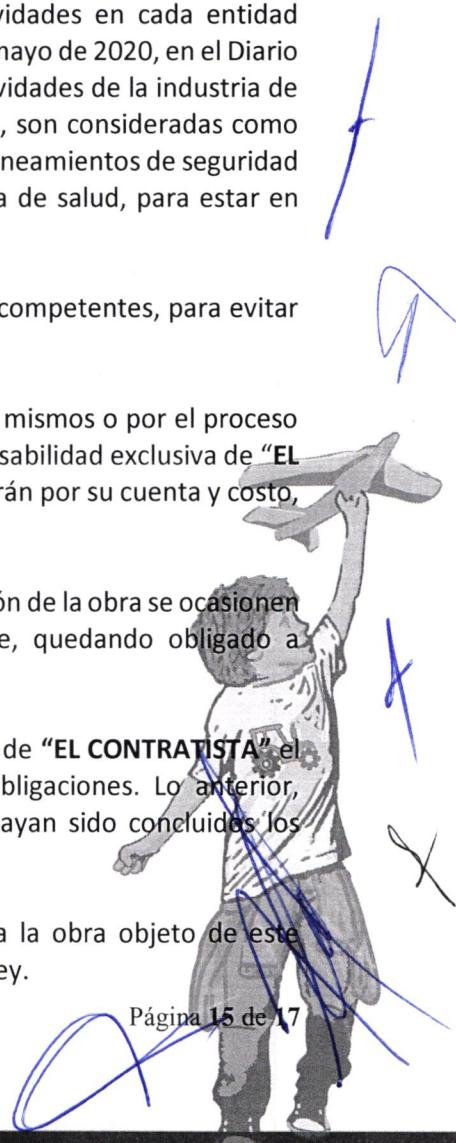 vidades en cada entidad
mayo de 2020, en el Diario
vidades de la industria de
, son consideradas como
neamientos de seguridad
a de salud, para estar en
competentes, para evitar
mismos o por el proceso
sabilidad exclusiva de “EL
rán por su cuenta y costo,
ón de la obra se ocasionen
e, quedando obligado a
de “EL CONTRATISTA” el
bligaciones. Lo anterior,
ayan sido concluidos los
a la obra objeto de este
ey.
Página 15 de 17